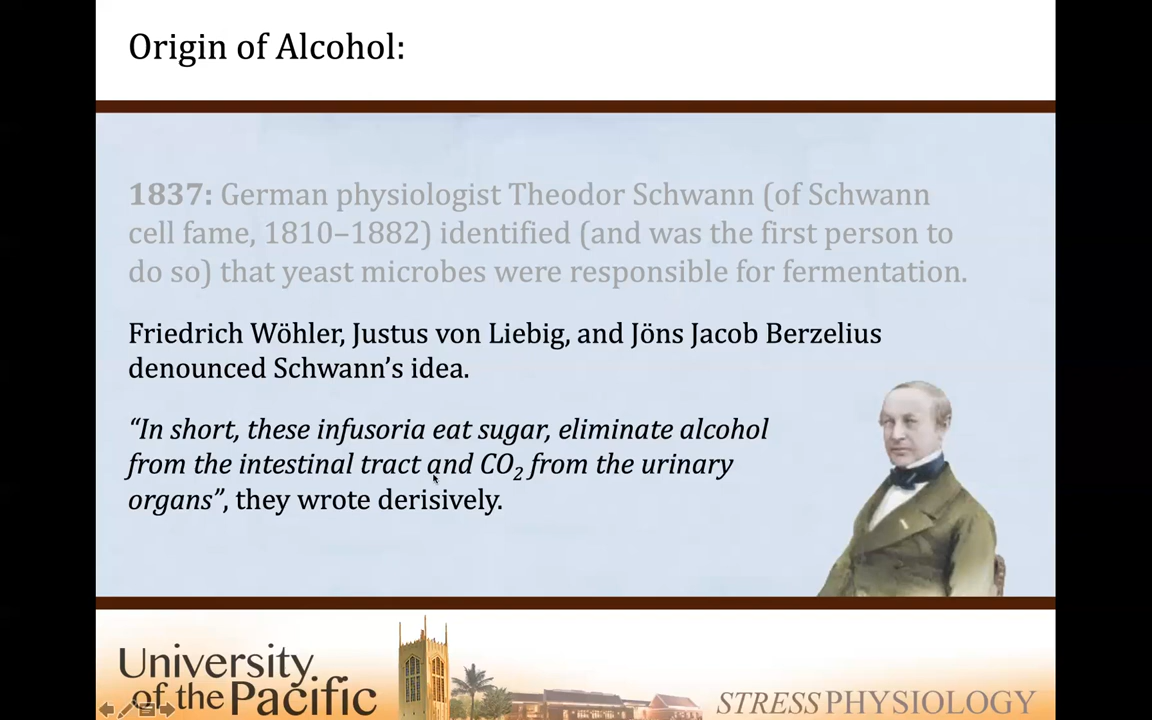 Origin of Alcohol:
1837: German physiologist Theodor Schwann (of Schwann
cell fame, 1810–1882) identified (and was the first person to
do so) that yeast microbes were responsible for fermentation.
Friedrich Wöhler, Justus von Liebig, and Jöns Jacob Berzelius
denounced Schwann’s idea.
“In short, these infusoria eat sugar, eliminate alcohol
from the intestinal tract and CO₂ from the urinary
organs”, they wrote derisively.
University
of the Pacific
STRESSPHYSIOLOGY